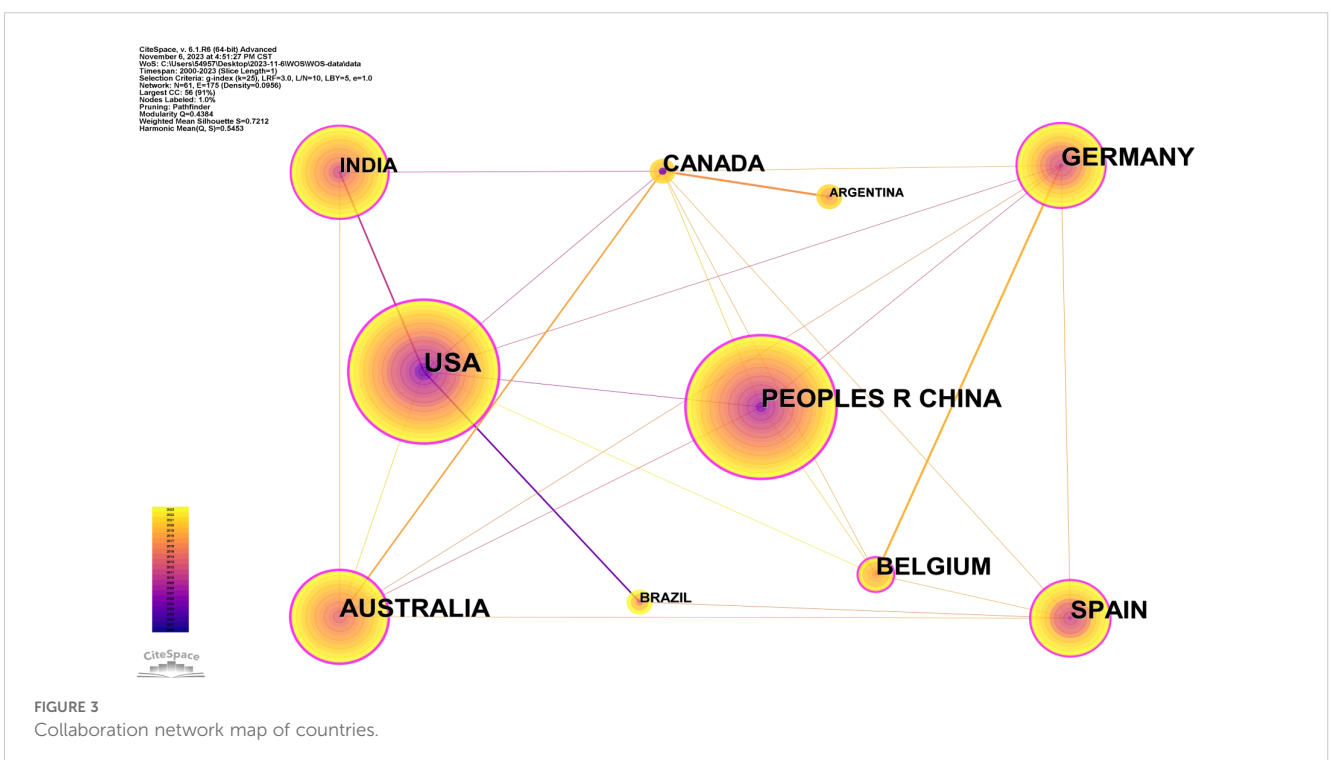 CiteSpace, v. 6.1.R6 (64-bit) Advanced
November 6, 2023 at 4:51:27 PM CST
WoS: C:\Users\54957\Desktop\2023-11-6\WOS\WOS-data\data
Timespan: 2000-2023 (Slice Length=1)
Selection Criteria: g-index (k=25), LRF=3.0, L/N=10, LBY=5, e=1.0
Network: N=61, E=175 (Density=0.0956)
Largest CC: 56 (91%)
Nodes Labeled: 1.0%
Pruning: Pathfinder
Modularity Q=0.4384
Weighted Mean Silhouette S=0.7212
Harmonic Mean(Q, S)=0.5453
INDIA
CANADA
GERMANY
ARGENTINA
USA
PEOPLES R CHINA
BELGIUM
AUSTRALIA
BRAZIL
SPAIN
CiteSpace
FIGURE 3
Collaboration network map of countries.